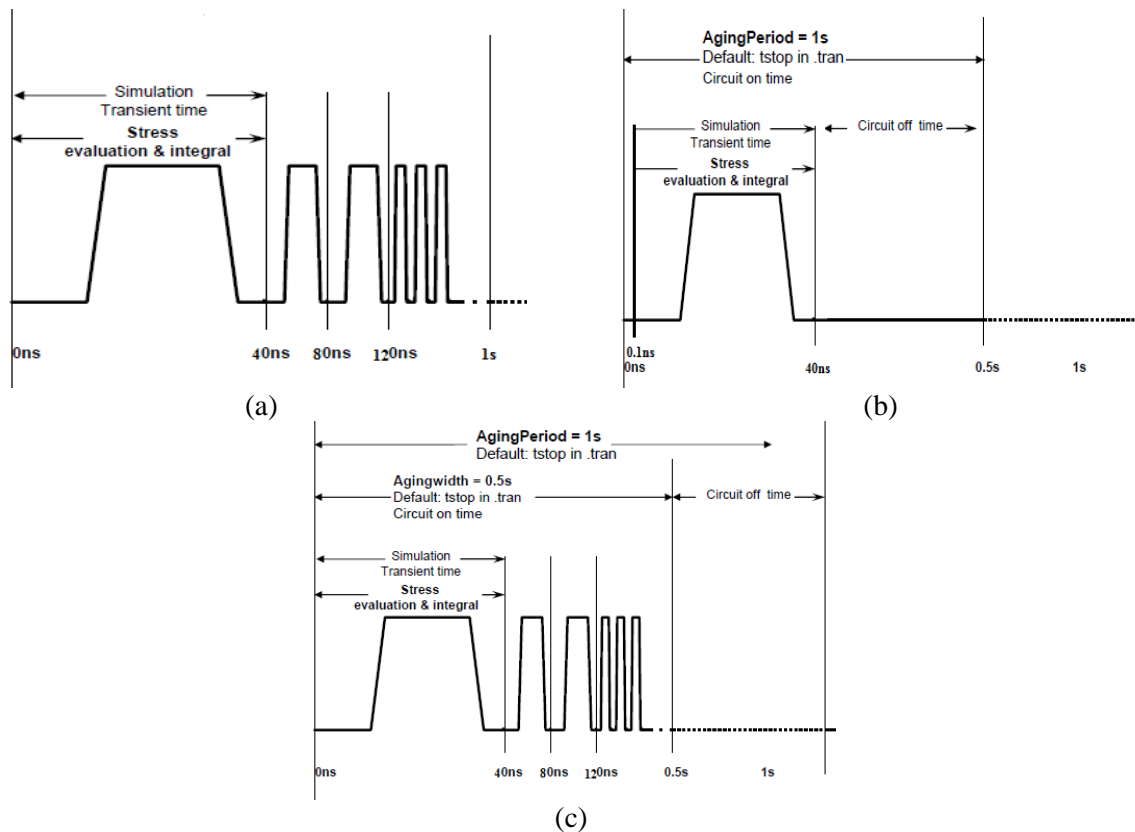 Simulation
Transient time
Stress
evaluation & integral
0ns
40ns
80ns
120ns
1s
(a)
AgingPeriod = 1s
Default: tstop in .tran
Circuit on time
Simulation
Transient time
Circuit off time
Stress
evaluation & integral
0.1ns
0ns
40ns
0.5s
1s
(b)
AgingPeriod = 1s
Default: tstop in .tran
Agingwidth = 0.5s
Default: tstop in .tran
Circuit on time
Circuit off time
Simulation
Transient time
Stress
evaluation & integral
0ns
40ns
80ns
120ns
0.5s
1s
(c)